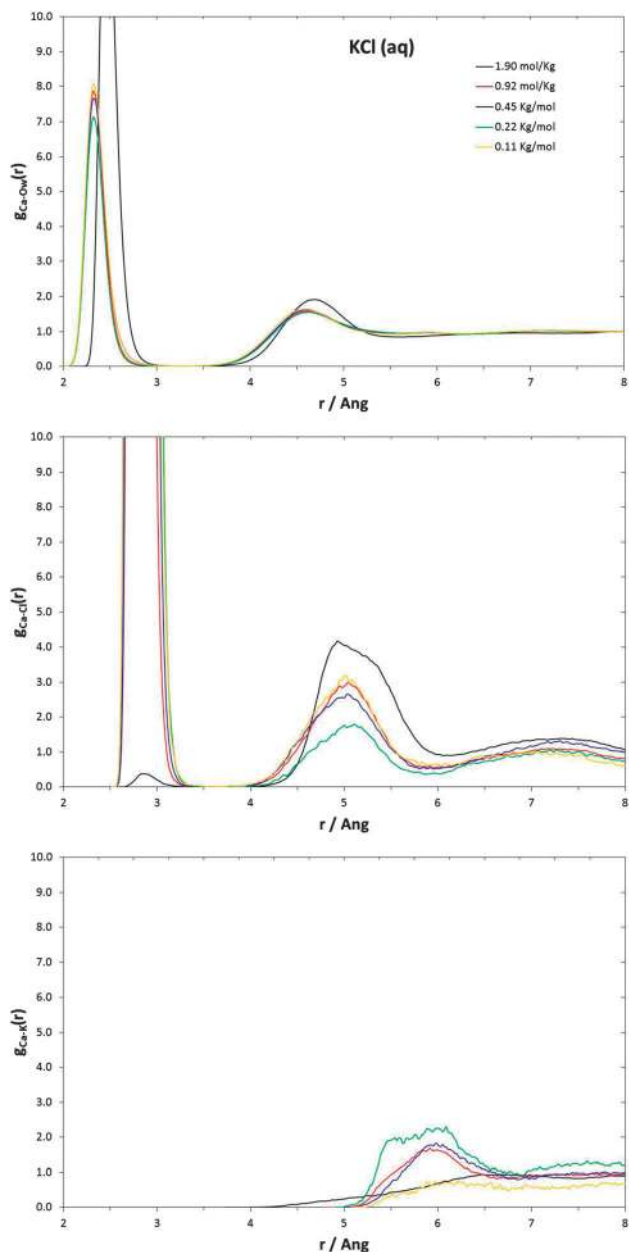 KCl (aq)
1.90 mol/Kg
0.92 mol/Kg
0.45 Kg/mol
0.22 Kg/mol
0.11 Kg/mol
10.0
9.0
8.0
7.0
6.0
5.0
4.0
3.0
2.0
1.0
0.0
gCa-Ow(r)
2 3 4 5 6 7 8
r / Ang
10.0
9.0
8.0
7.0
6.0
5.0
4.0
3.0
2.0
1.0
0.0
gCa-Cl(r)
2 3 4 5 6 7 8
r / Ang
10.0
9.0
8.0
7.0
6.0
5.0
4.0
3.0
2.0
1.0
0.0
gCa-K(r)
2 3 4 5 6 7 8
r / Ang